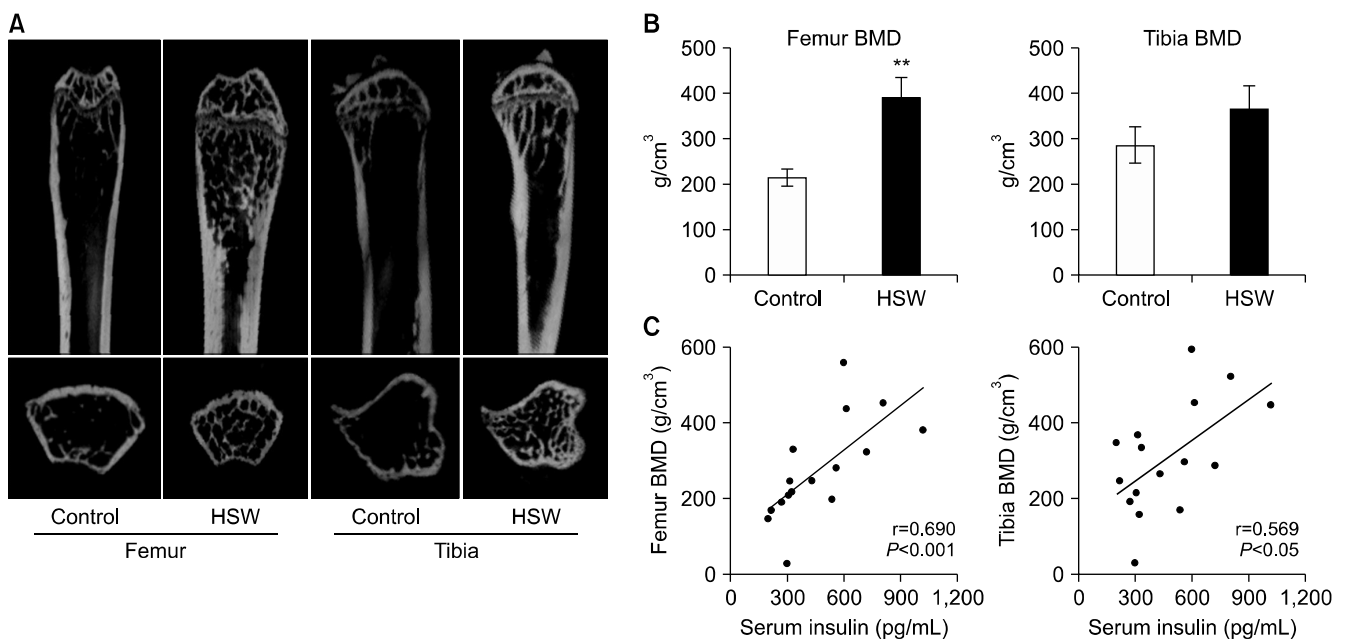 A
Control
HSW
Control
HSW
Femur
Tibia
B
Femur BMD
g/cm3
500
400
300
200
100
0
**
Control
HSW
Tibia BMD
g/cm3
500
400
300
200
100
0
Control
HSW
C
Femur BMD (g/cm3)
600
400
200
0
r=0.690
P<0.001
0 300 600 900 1,200
Serum insulin (pg/mL)
Tibia BMD (g/cm3)
600
400
200
0
r=0.569
P<0.05
0 300 600 900 1,200
Serum insulin (pg/mL)